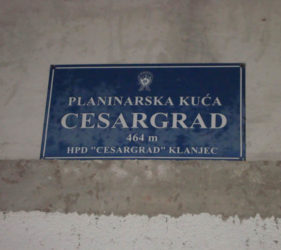 PLANINARSKA KUĆA
CESARGRAD
464 m
HPD "CESARGRAD" KLANJEC